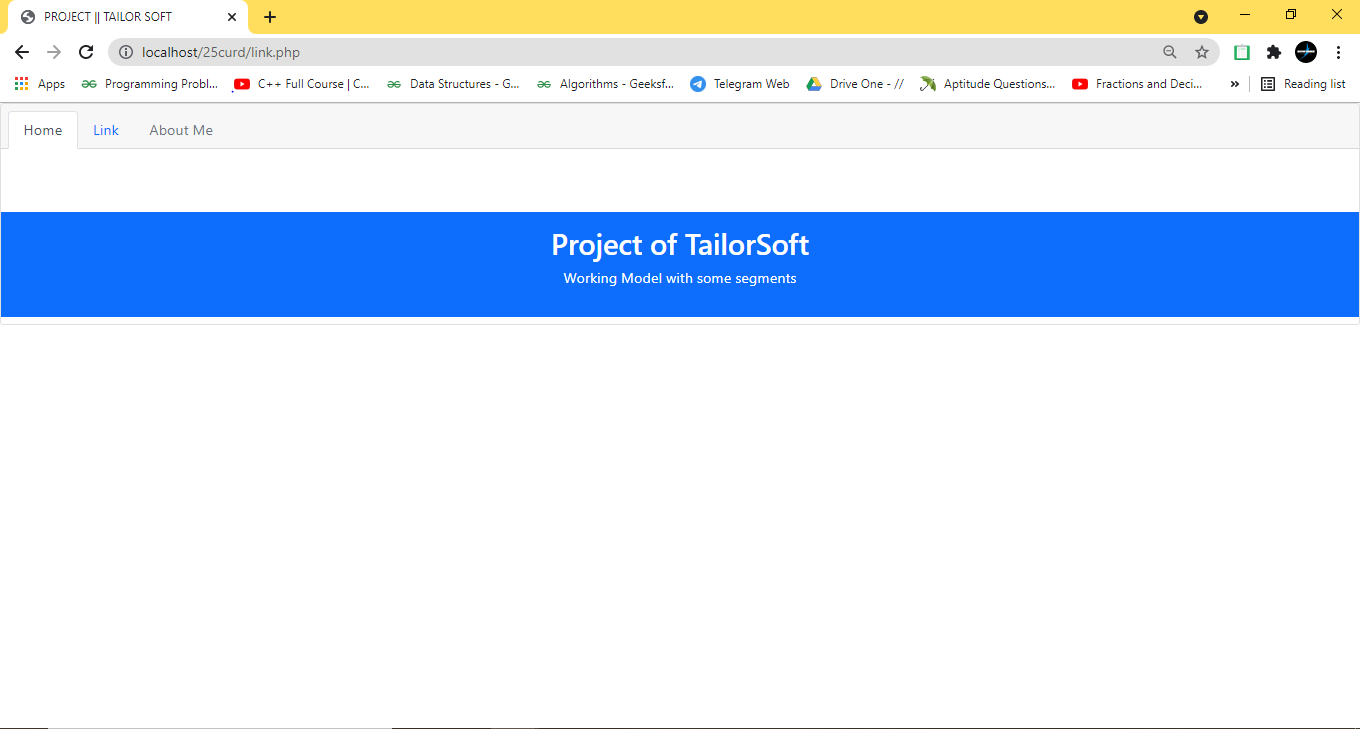 PROJECT || TAILOR SOFT
localhost/25curd/link.php
Apps Programming Probl... C++ Full Course | C... Data Structures - G... Algorithms - Geeksf... Telegram Web Drive One - // Aptitude Questions... Fractions and Deci... » Reading list
Home Link About Me
Project of TailorSoft
Working Model with some segments